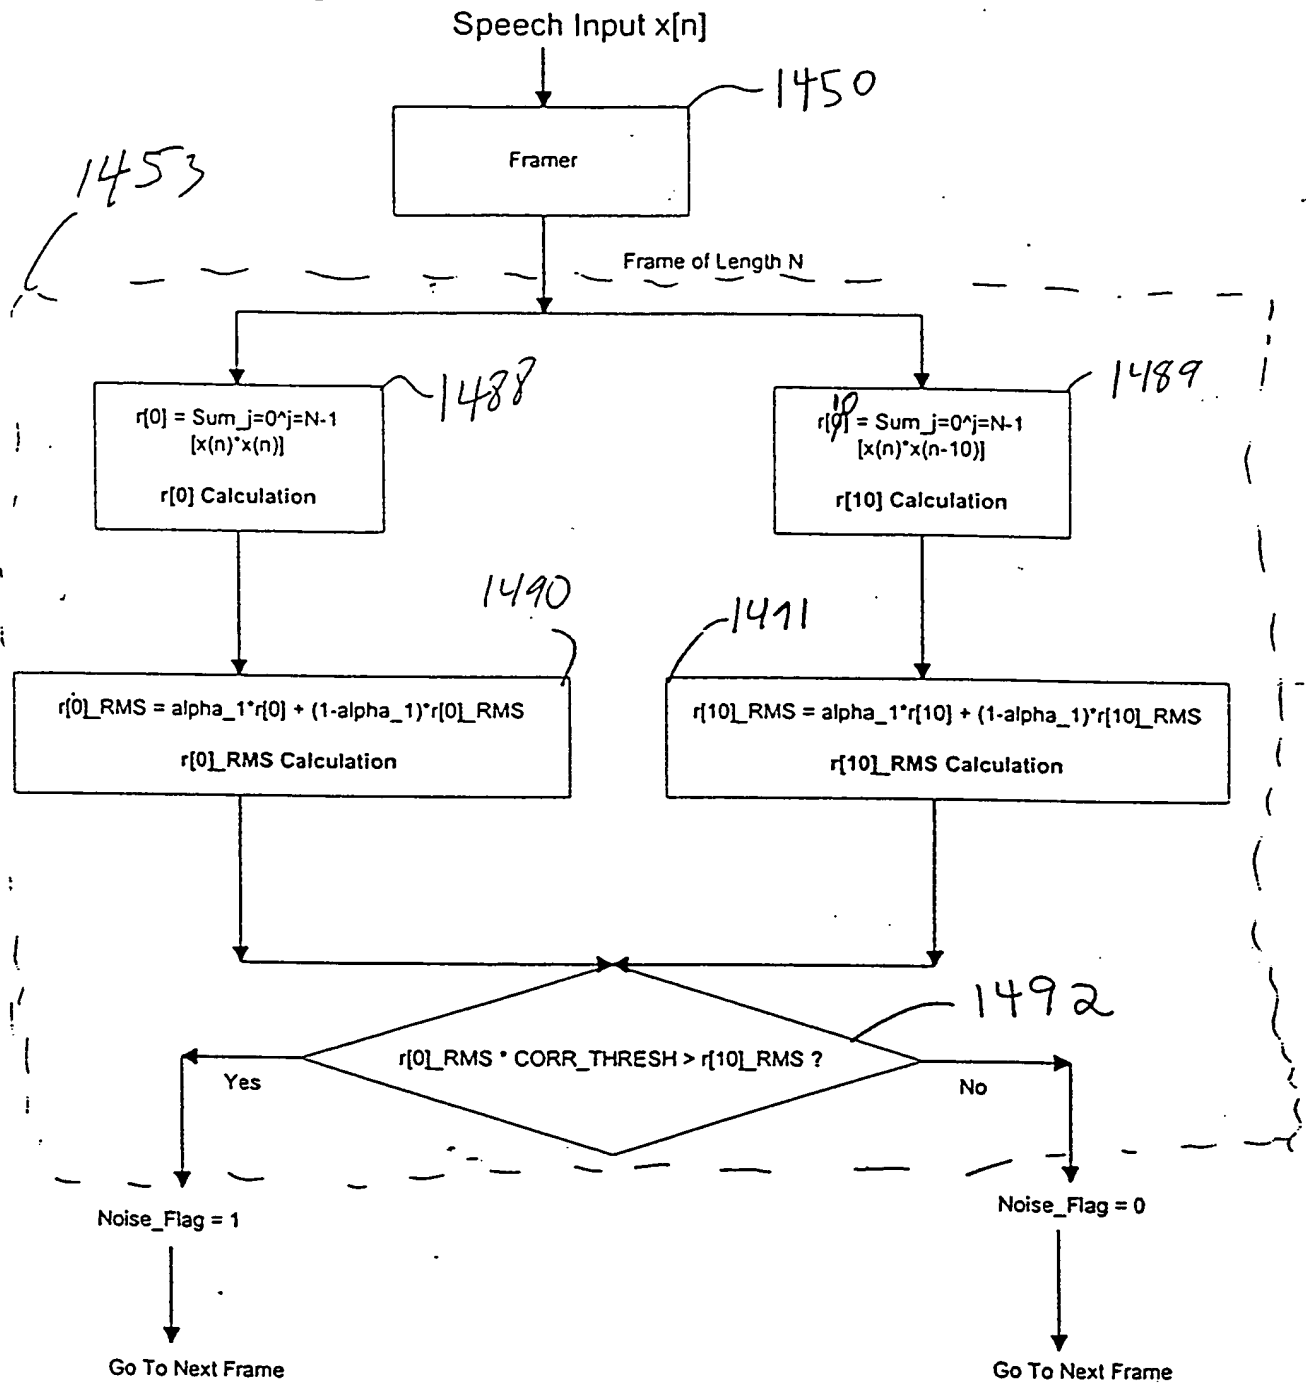 Speech Input x[n]
1450
Framer
1453
Frame of Length N
1488
r[0] = Sum_j=0^j=N-1
[x(n)*x(n)]
r[0] Calculation
1489
10
r[0] = Sum_j=0^j=N-1
[x(n)*x(n-10)]
r[10] Calculation
1490
r[0]_RMS = alpha_1*r[0] + (1-alpha_1)*r[0]_RMS
r[0]_RMS Calculation
1491
r[10]_RMS = alpha_1*r[10] + (1-alpha_1)*r[10]_RMS
r[10]_RMS Calculation
1492
r[0]_RMS * CORR_THRESH > r[10]_RMS ?
Yes
No
Noise_Flag = 1
Noise_Flag = 0
Go To Next Frame
Go To Next Frame